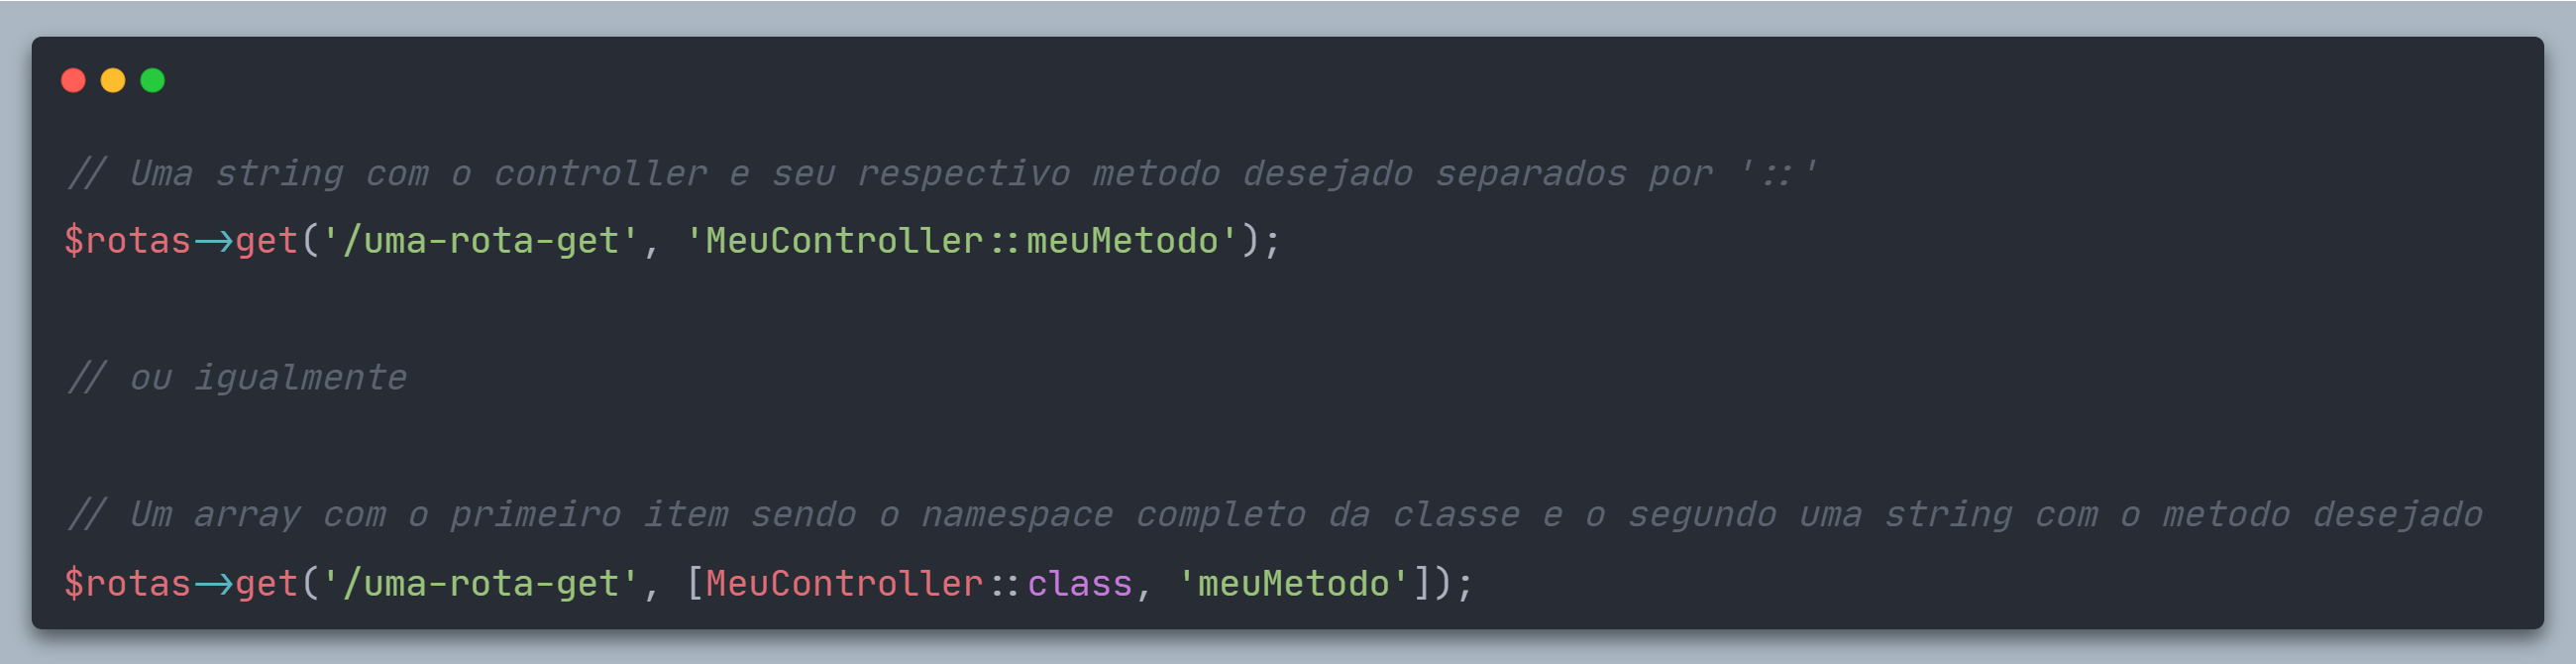 // Uma string com o controller e seu respectivo metodo desejado separados por '::'
$rotas->get('/uma-rota-get', 'MeuController::meuMetodo');
// ou igualmente
// Um array com o primeiro item sendo o namespace completo da classe e o segundo uma string com o metodo desejado
$rotas->get('/uma-rota-get', [MeuController::class, 'meuMetodo']);